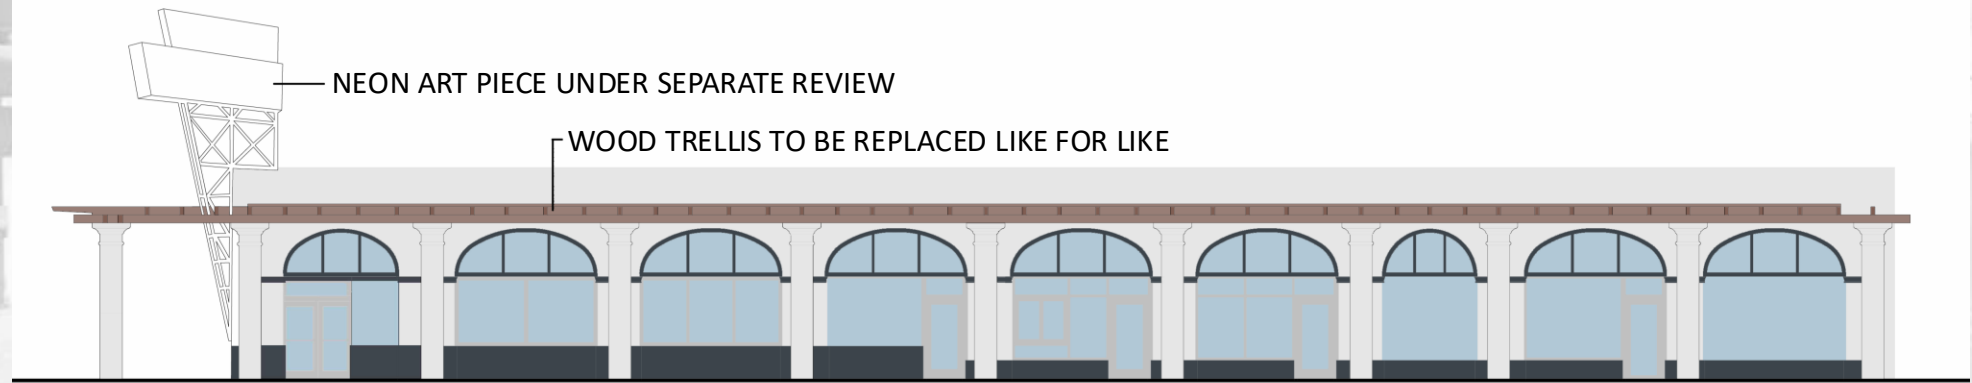 NEON ART PIECE UNDER SEPARATE REVIEW
WOOD TRELLIS TO BE REPLACED LIKE FOR LIKE